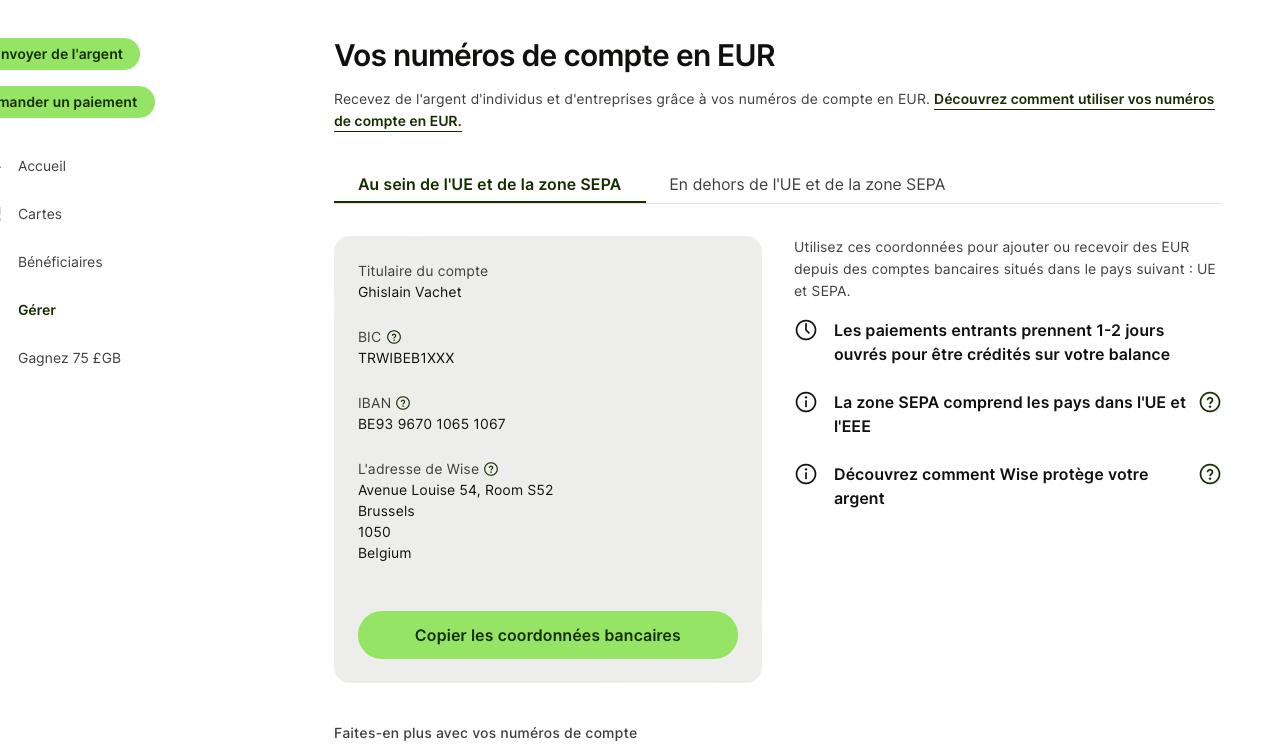 nvoyer de l'argent
mander un paiement
Accueil
Cartes
Bénéficiaires
Gérer
Gagnez 75 £GB
Vos numéros de compte en EUR
Recevez de l'argent d'individus et d'entreprises grâce à vos numéros de compte en EUR. Découvrez comment utiliser vos numéros
de compte en EUR.
Au sein de l'UE et de la zone SEPA
En dehors de l'UE et de la zone SEPA
Titulaire du compte
Ghislain Vachet
BIC
TRWIBEB1XXX
IBAN
BE93 9670 1065 1067
L'adresse de Wise
Avenue Louise 54, Room S52
Brussels
1050
Belgium
Copier les coordonnées bancaires
Utilisez ces coordonnées pour ajouter ou recevoir des EUR
depuis des comptes bancaires situés dans le pays suivant : UE
et SEPA.
Les paiements entrants prennent 1-2 jours
ouvrés pour être crédités sur votre balance
La zone SEPA comprend les pays dans l'UE et
l'EEE
Découvrez comment Wise protège votre
argent
Faites-en plus avec vos numéros de compte